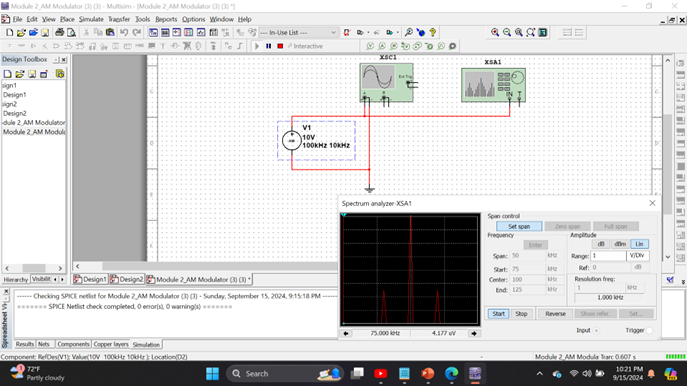 Module 2_AM Modulator (3) (3) - Multisim - [Module 2_AM Modulator (3) (3) *]
File Edit View Place Simulate Transfer Tools Reports Options Window Help
--- In-Use List ---
Interactive
Design Toolbox
sign1
Design1
sign2
Design2
odule 2_AM Modulator
Module 2_AM Modula
Hierarchy Visibilit
XSC1
Ext Trig
XSA1
IN T
V1
10V
100kHz 10kHz
AM
Spectrum analyzer-XSA1
Span control
Set span Zero span Full span
Frequency
Enter
Span: 50 kHz
Start: 75 kHz
Center: 100 kHz
End: 125 kHz
Amplitude
dB dBm Lin
Range: 1 V/Div
Ref: 0 dB
Resolution freq:
1 kHz
1.000 kHz
Start Stop Reverse Show refer. Set...
75.000 kHz 4.177 uV
Input Trigger
Design1 Design2 Module 2_AM Modulator (3) (3) *
Spreadsheet View
------ Checking SPICE netlist for Module 2_AM Modulator (3) (3) - Sunday, September 15, 2024, 9:15:18 PM ------
======= SPICE Netlist check completed, 0 error(s), 0 warning(s) =======
Results Nets Components Copper layers Simulation
Component: RefDes(V1); Value(10V 100kHz 10kHz ); Location(D2)
Module 2_AM Modula Tran: 0.607 s
1
72°F
Partly cloudy
Search
10:21 PM
9/15/2024